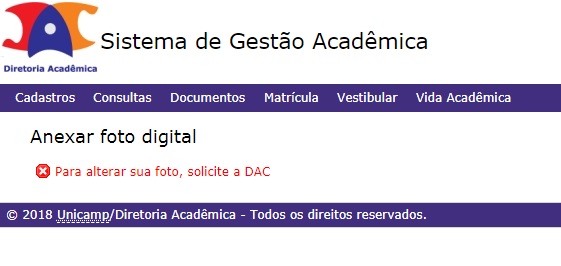 Diretoria Acadêmica
Sistema de Gestão Acadêmica
Cadastros Consultas Documentos Matrícula Vestibular Vida Acadêmica
Anexar foto digital
Para alterar sua foto, solicite a DAC
© 2018 Unicamp/Diretoria Acadêmica - Todos os direitos reservados.